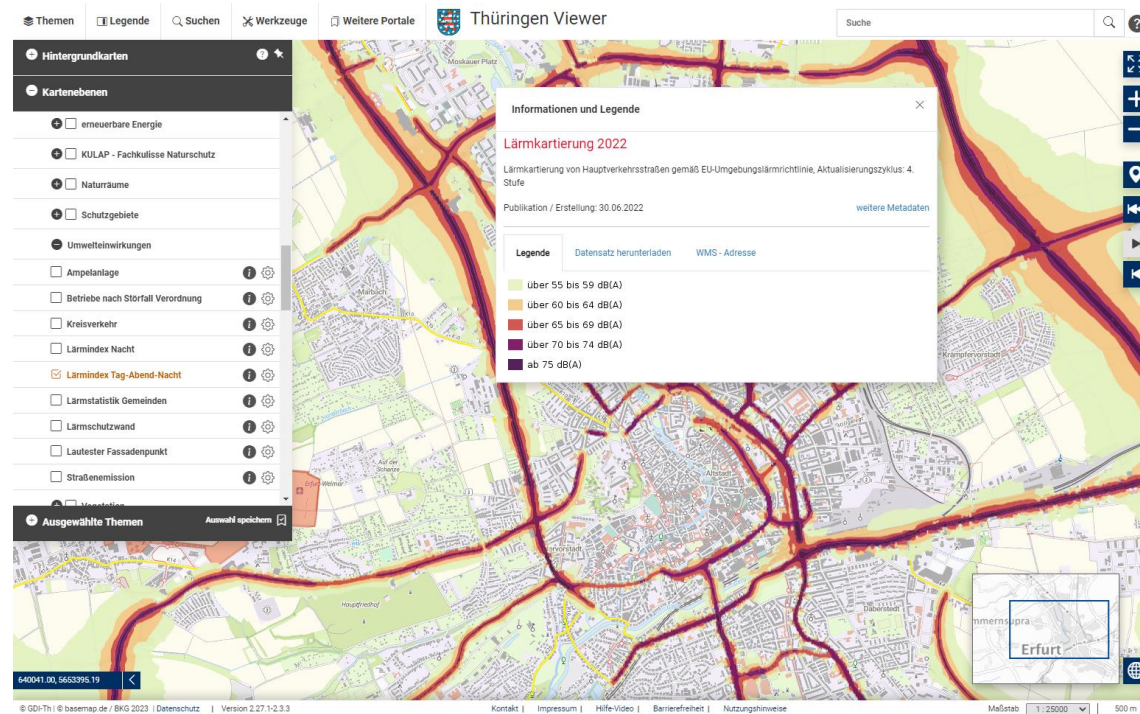 Themen
Legende
Suchen
Werkzeuge
Weitere Portale
Thüringen Viewer
Suche
Hintergrundkarten
Kartenebenen
erneuerbare Energie
KULAP - Fachkulisse Naturschutz
Naturräume
Schutzgebiete
Umwelteinwirkungen
Ampelanlage
Betriebe nach Störfall Verordnung
Kreisverkehr
Lärmindex Nacht
Lärmindex Tag-Abend-Nacht
Lärmstatistik Gemeinden
Lärmschutzwand
Lautester Fassadenpunkt
Straßenemission
Vegetation
Ausgewählte Themen
Auswahl speichern
Moskauer Platz
Informationen und Legende
Lärmkartierung 2022
Lärmkartierung von Hauptverkehrsstraßen gemäß EU-Umgebungslärmrichtlinie, Aktualisierungszyklus: 4.
Stufe
Publikation / Erstellung: 30.06.2022
weitere Metadaten
Legende
Datensatz herunterladen
WMS - Adresse
über 55 bis 59 dB(A)
über 60 bis 64 dB(A)
über 65 bis 69 dB(A)
über 70 bis 74 dB(A)
ab 75 dB(A)
Marbach
Krämpfervorstadt
Auf der
Schanze
Altstadt
Hauptfriedhof
Daberstedt
mmernsupra
Erfurt
640041.00, 5653395.19
© GDI-Th | © basemap.de / BKG 2023 | Datenschutz | Version 2.27.1-2.3.3
Kontakt | Impressum | Hilfe-Video | Barrierefreiheit | Nutzungshinweise
Maßstab
1 : 25000
500 m